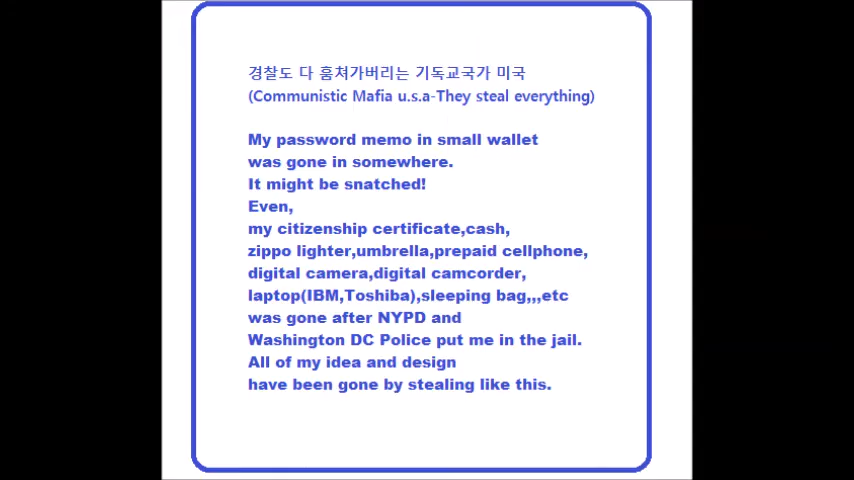 경찰도 다 훔쳐가버리는 기독교국가 미국
(Communistic Mafia u.s.a-They steal everything)
My password memo in small wallet
was gone in somewhere.
It might be snatched!
Even,
my citizenship certificate,cash,
zippo lighter,umbrella,prepaid cellphone,
digital camera,digital camcorder,
laptop(IBM,Toshiba),sleeping bag,,,etc
was gone after NYPD and
Washington DC Police put me in the jail.
All of my idea and design
have been gone by stealing like this.